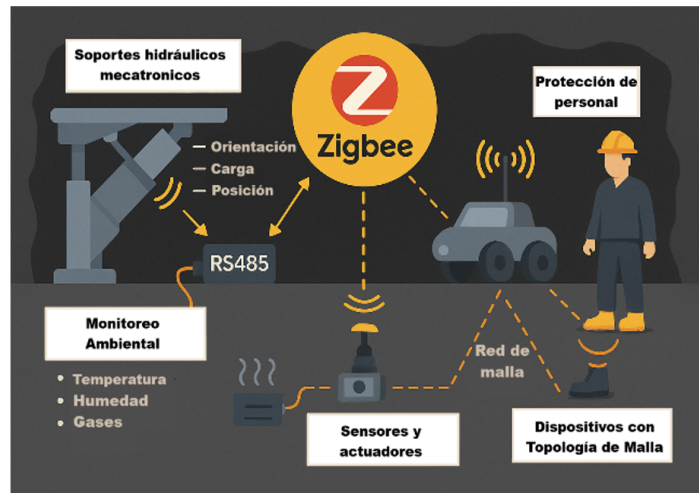 Soportes hidráulicos
mecatronicos
Z
Zigbee
Protección de
personal
— Orientación
— Carga
— Posición
RS485
Monitoreo
Ambiental
• Temperatura
• Humedad
• Gases
Red de
malla
Sensores y
actuadores
Dispositivos con
Topología de Malla